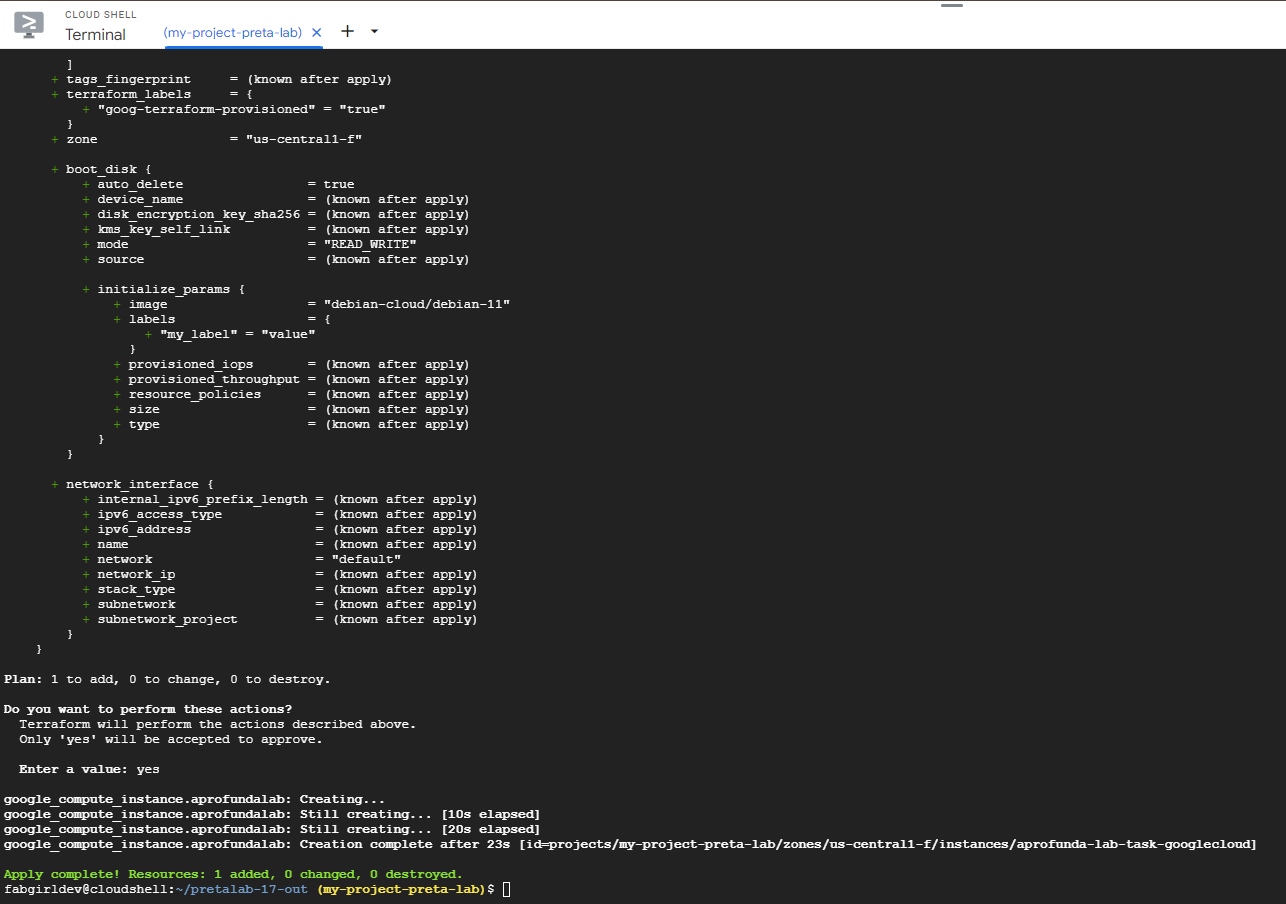 CLOUD SHELL
Terminal
(my-project-preta-lab)
]
+ tags_fingerprint     = (known after apply)
+ terraform_labels     = {
+ "goog-terraform-provisioned" = "true"
}
+ zone                 = "us-central1-f"
+ boot_disk {
+ auto_delete                = true
+ device_name                = (known after apply)
+ disk_encryption_key_sha256 = (known after apply)
+ kms_key_self_link          = (known after apply)
+ mode                       = "READ_WRITE"
+ source                     = (known after apply)
+ initialize_params {
+ image                  = "debian-cloud/debian-11"
+ labels                 = {
+ "my_label" = "value"
}
+ provisioned_iops       = (known after apply)
+ provisioned_throughput = (known after apply)
+ resource_policies      = (known after apply)
+ size                   = (known after apply)
+ type                   = (known after apply)
}
}
+ network_interface {
+ internal_ipv6_prefix_length = (known after apply)
+ ipv6_access_type            = (known after apply)
+ ipv6_address                = (known after apply)
+ name                        = (known after apply)
+ network                     = "default"
+ network_ip                  = (known after apply)
+ stack_type                  = (known after apply)
+ subnetwork                  = (known after apply)
+ subnetwork_project          = (known after apply)
}
}
Plan: 1 to add, 0 to change, 0 to destroy.
Do you want to perform these actions?
Terraform will perform the actions described above.
Only 'yes' will be accepted to approve.
Enter a value: yes
google_compute_instance.aprofundalab: Creating...
google_compute_instance.aprofundalab: Still creating... [10s elapsed]
google_compute_instance.aprofundalab: Still creating... [20s elapsed]
google_compute_instance.aprofundalab: Creation complete after 23s [id=projects/my-project-preta-lab/zones/us-central1-f/instances/aprofunda-lab-task-googlecloud]
Apply complete! Resources: 1 added, 0 changed, 0 destroyed.
fabgirldev@cloudshell:~/pretalab-17-out (my-project-preta-lab)$